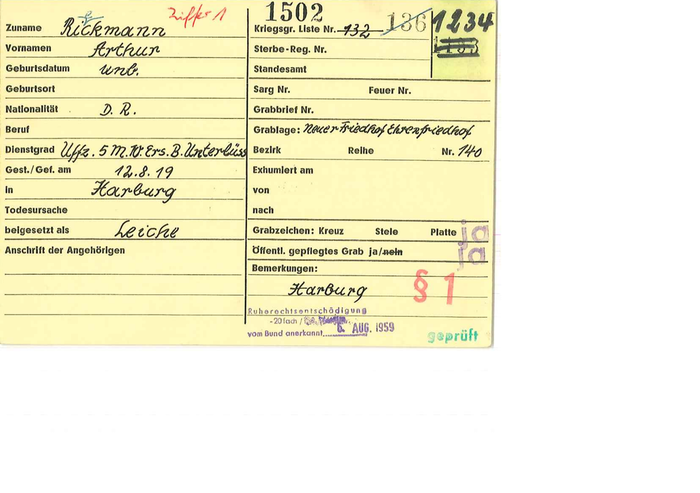 Ziffer 1
1502
Zuname Rickmann
Kriegsgr. Liste Nr. 132 136 1234
Vornamen Arthur
Sterbe-Reg. Nr.
Geburtsdatum unb.
Standesamt
Geburtsort
Sarg Nr. Feuer Nr.
Nationalität D. R.
Grabbrief Nr.
Beruf
Grablage: Neuer Friedhof Ehrenfriedhof
Dienstgrad Uffz. 5 M. W. Ers. B. Unterlüss
Bezirk Reihe Nr. 140
Gest./Gef. am 12.8.19
Exhumiert am
in Harburg
von
Todesursache
nach
beigesetzt als Leiche
Grabzeichen: Kreuz Stele Platte ja
Anschrift der Angehörigen
Öffentl. gepflegtes Grab ja/nein ja
Bemerkungen:
Harburg § 1
Ruherechtsentschädigung
-20fach /
vom Bund anerkannt 6. AUG. 1959
geprüft